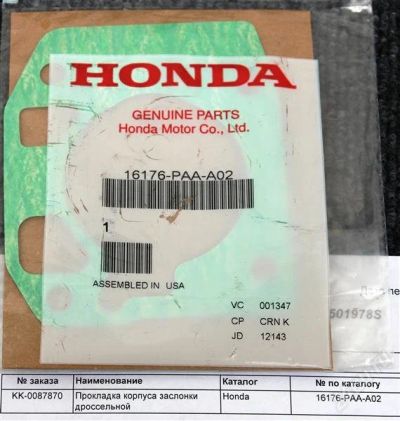 HONDA
GENUINE PARTS
Honda Motor Co., Ltd.
16176-PAA-A02
1
ASSEMBLED IN USA
VC 001347
CP CRN K
JD 12143
501978S
№ заказа Наименование Каталог № по каталогу
КК-0087870 Прокладка корпуса заслонки дроссельной Honda 16176-PAA-A02